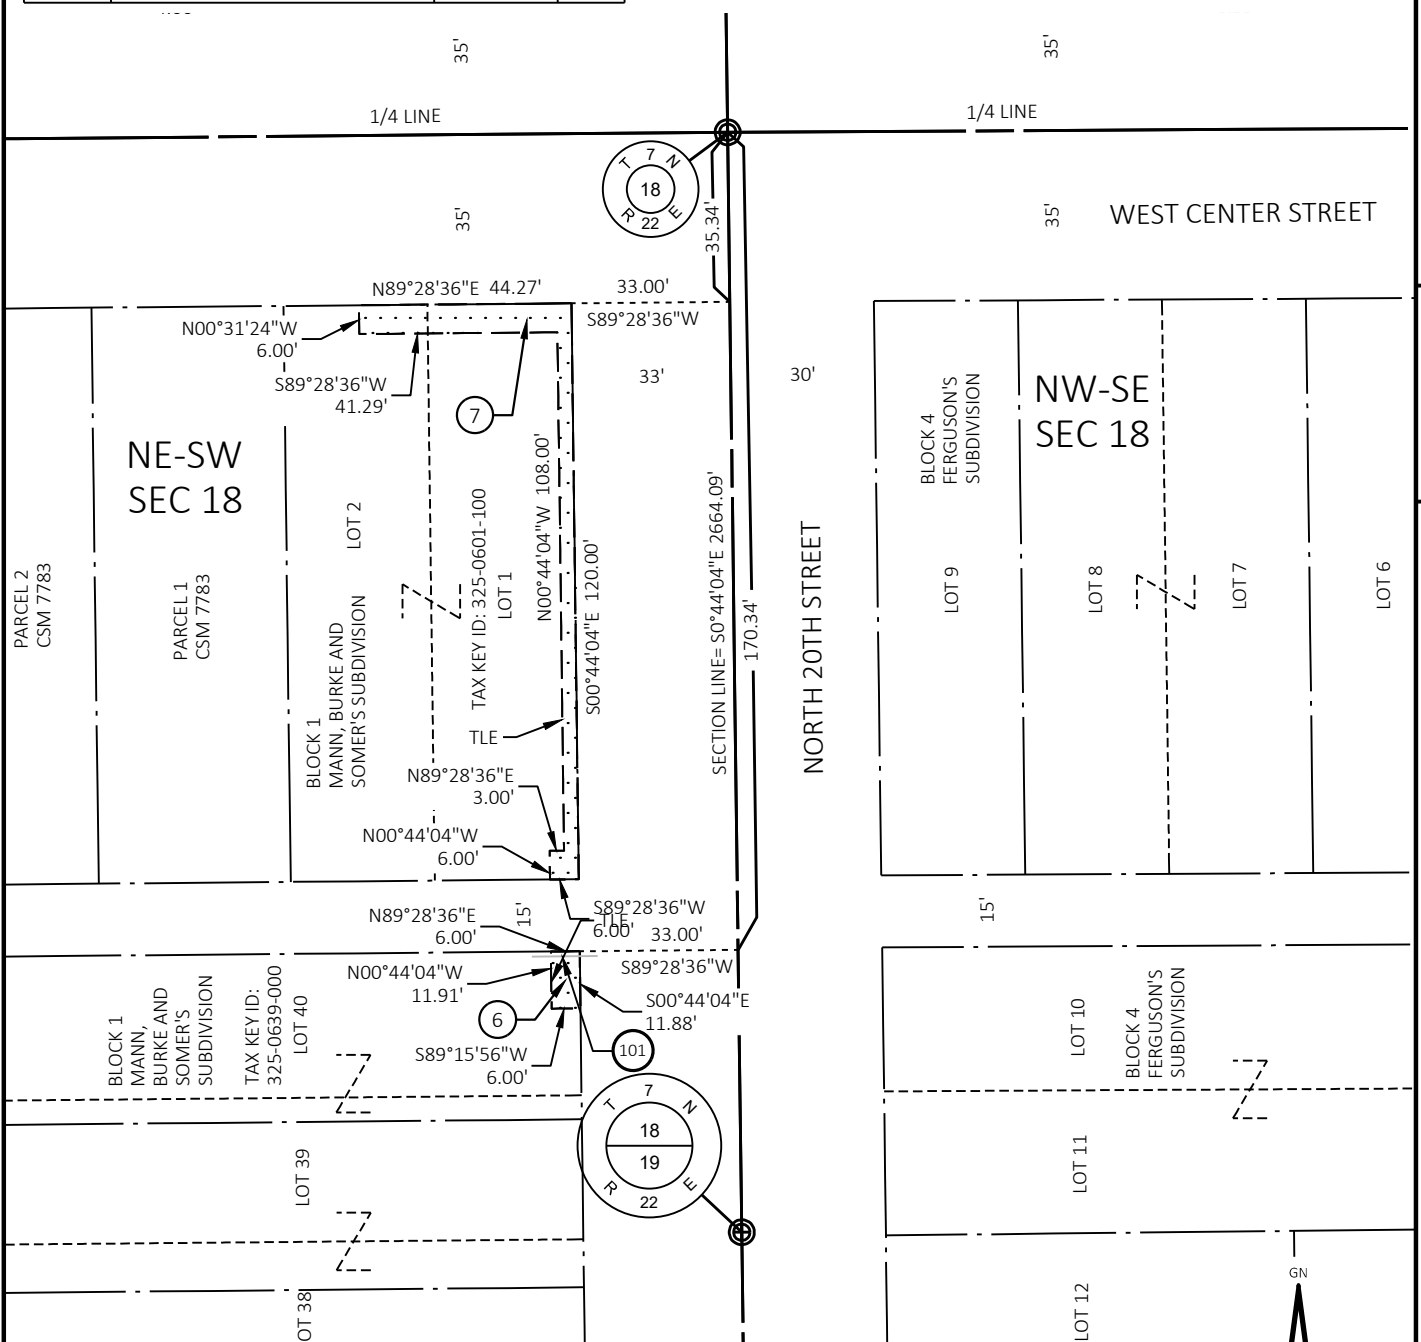 35'
35'
1/4 LINE
1/4 LINE
T 7 N
18
R 22 E
35.34'
35'
35'
WEST CENTER STREET
N89°28'36"E 44.27'
33.00'
S89°28'36"W
N00°31'24"W
6.00'
S89°28'36"W
41.29'
7
33'
30'
NE-SW
SEC 18
NW-SE
SEC 18
BLOCK 4
FERGUSON'S
SUBDIVISION
PARCEL 2
CSM 7783
PARCEL 1
CSM 7783
LOT 2
BLOCK 1
MANN, BURKE AND
SOMER'S SUBDIVISION
TAX KEY ID: 325-0601-100
LOT 1
N00°44'04"W 108.00'
S00°44'04"E 120.00'
SECTION LINE= S0°44'04"E 2664.09'
170.34'
NORTH 20TH STREET
LOT 9
LOT 8
LOT 7
LOT 6
TLE
N89°28'36"E
3.00'
N00°44'04"W
6.00'
15'
N89°28'36"E
6.00'
S89°28'36"W
6.00'
TLE
33.00'
S89°28'36"W
15'
N00°44'04"W
11.91'
S00°44'04"E
11.88'
6
S89°15'56"W
6.00'
101
BLOCK 1
MANN,
BURKE AND
SOMER'S
SUBDIVISION
TAX KEY ID:
325-0639-000
LOT 40
LOT 10
BLOCK 4
FERGUSON'S
SUBDIVISION
T 7 N
18
19
R 22 E
LOT 39
LOT 11
OT 38
LOT 12
GN